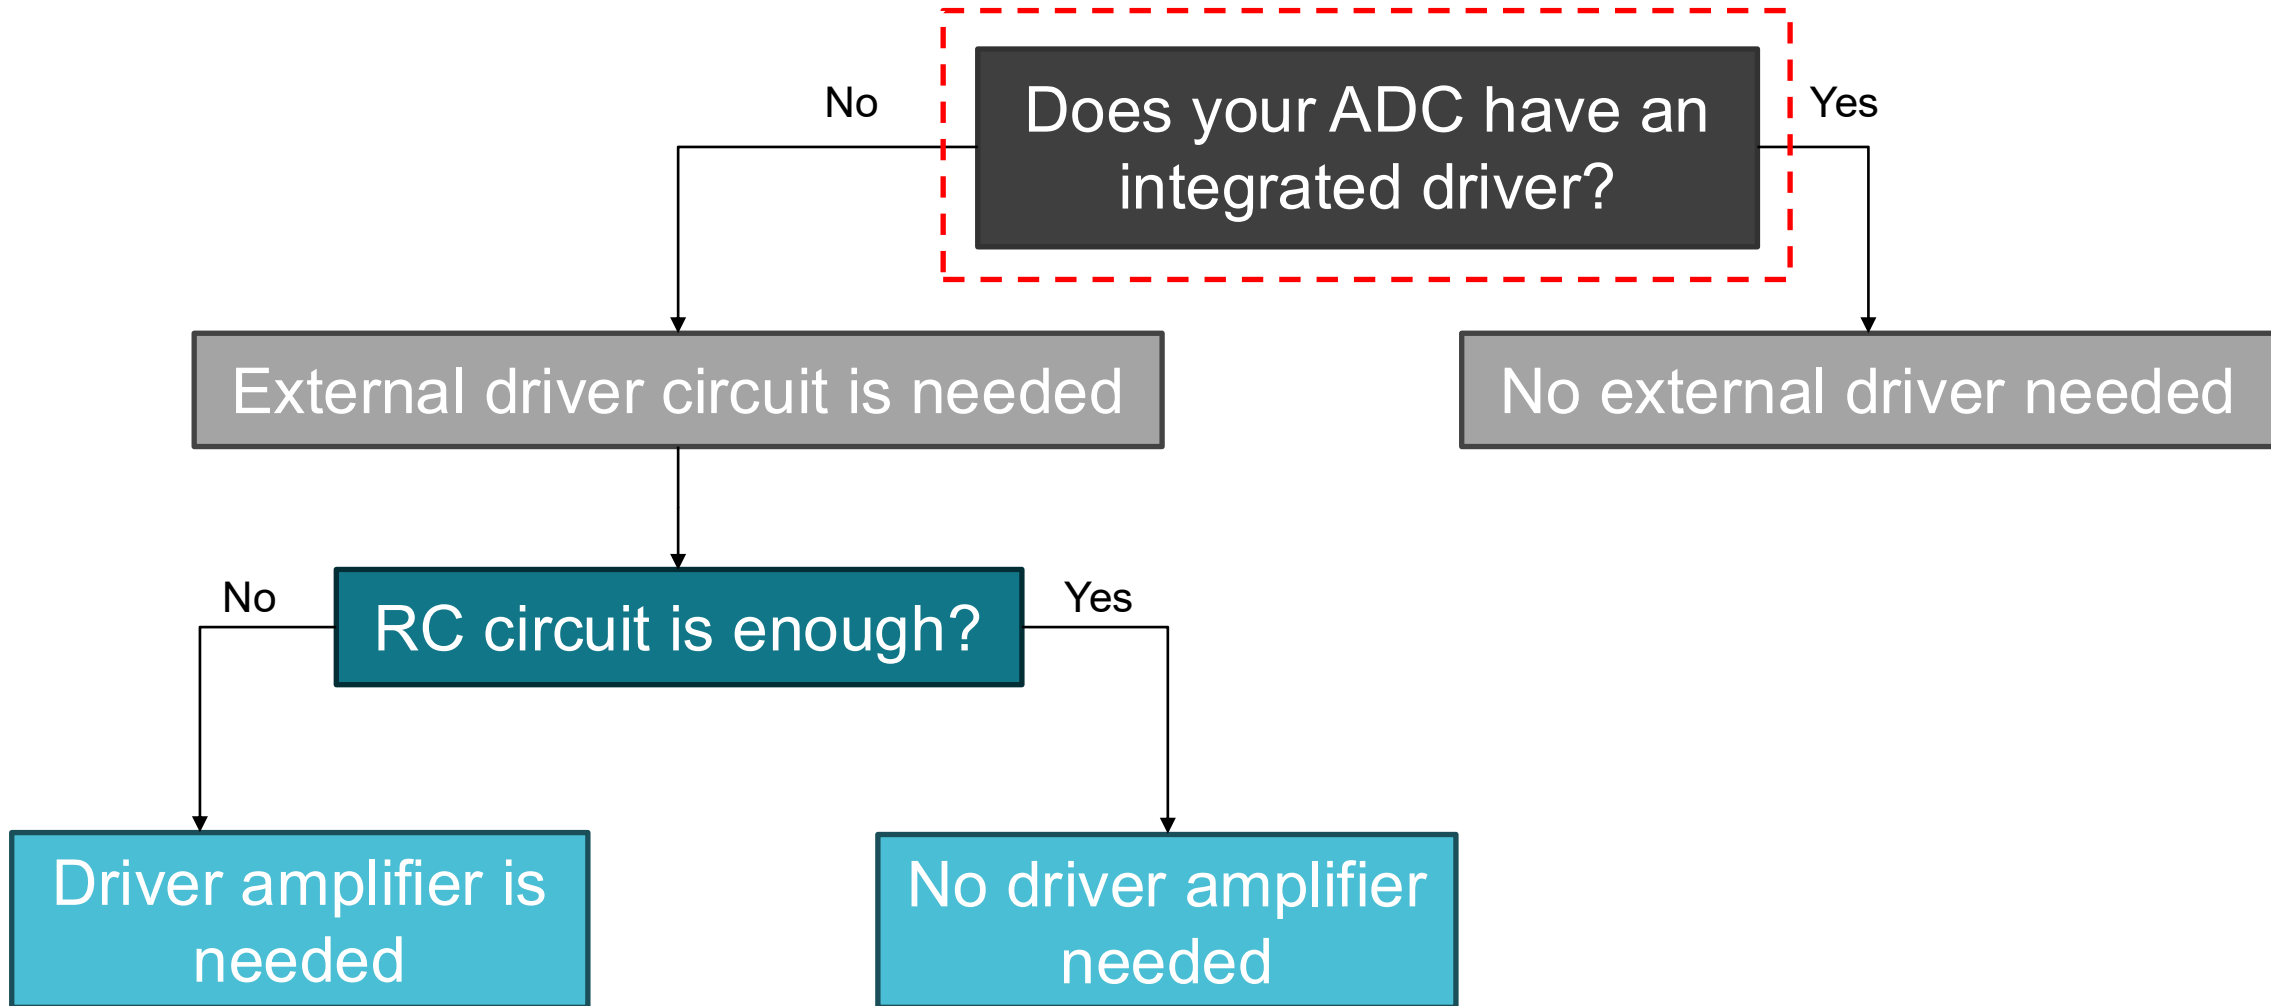 No
Does your ADC have an
integrated driver?
Yes
External driver circuit is needed
No external driver needed
No
RC circuit is enough?
Yes
Driver amplifier is
needed
No driver amplifier
needed